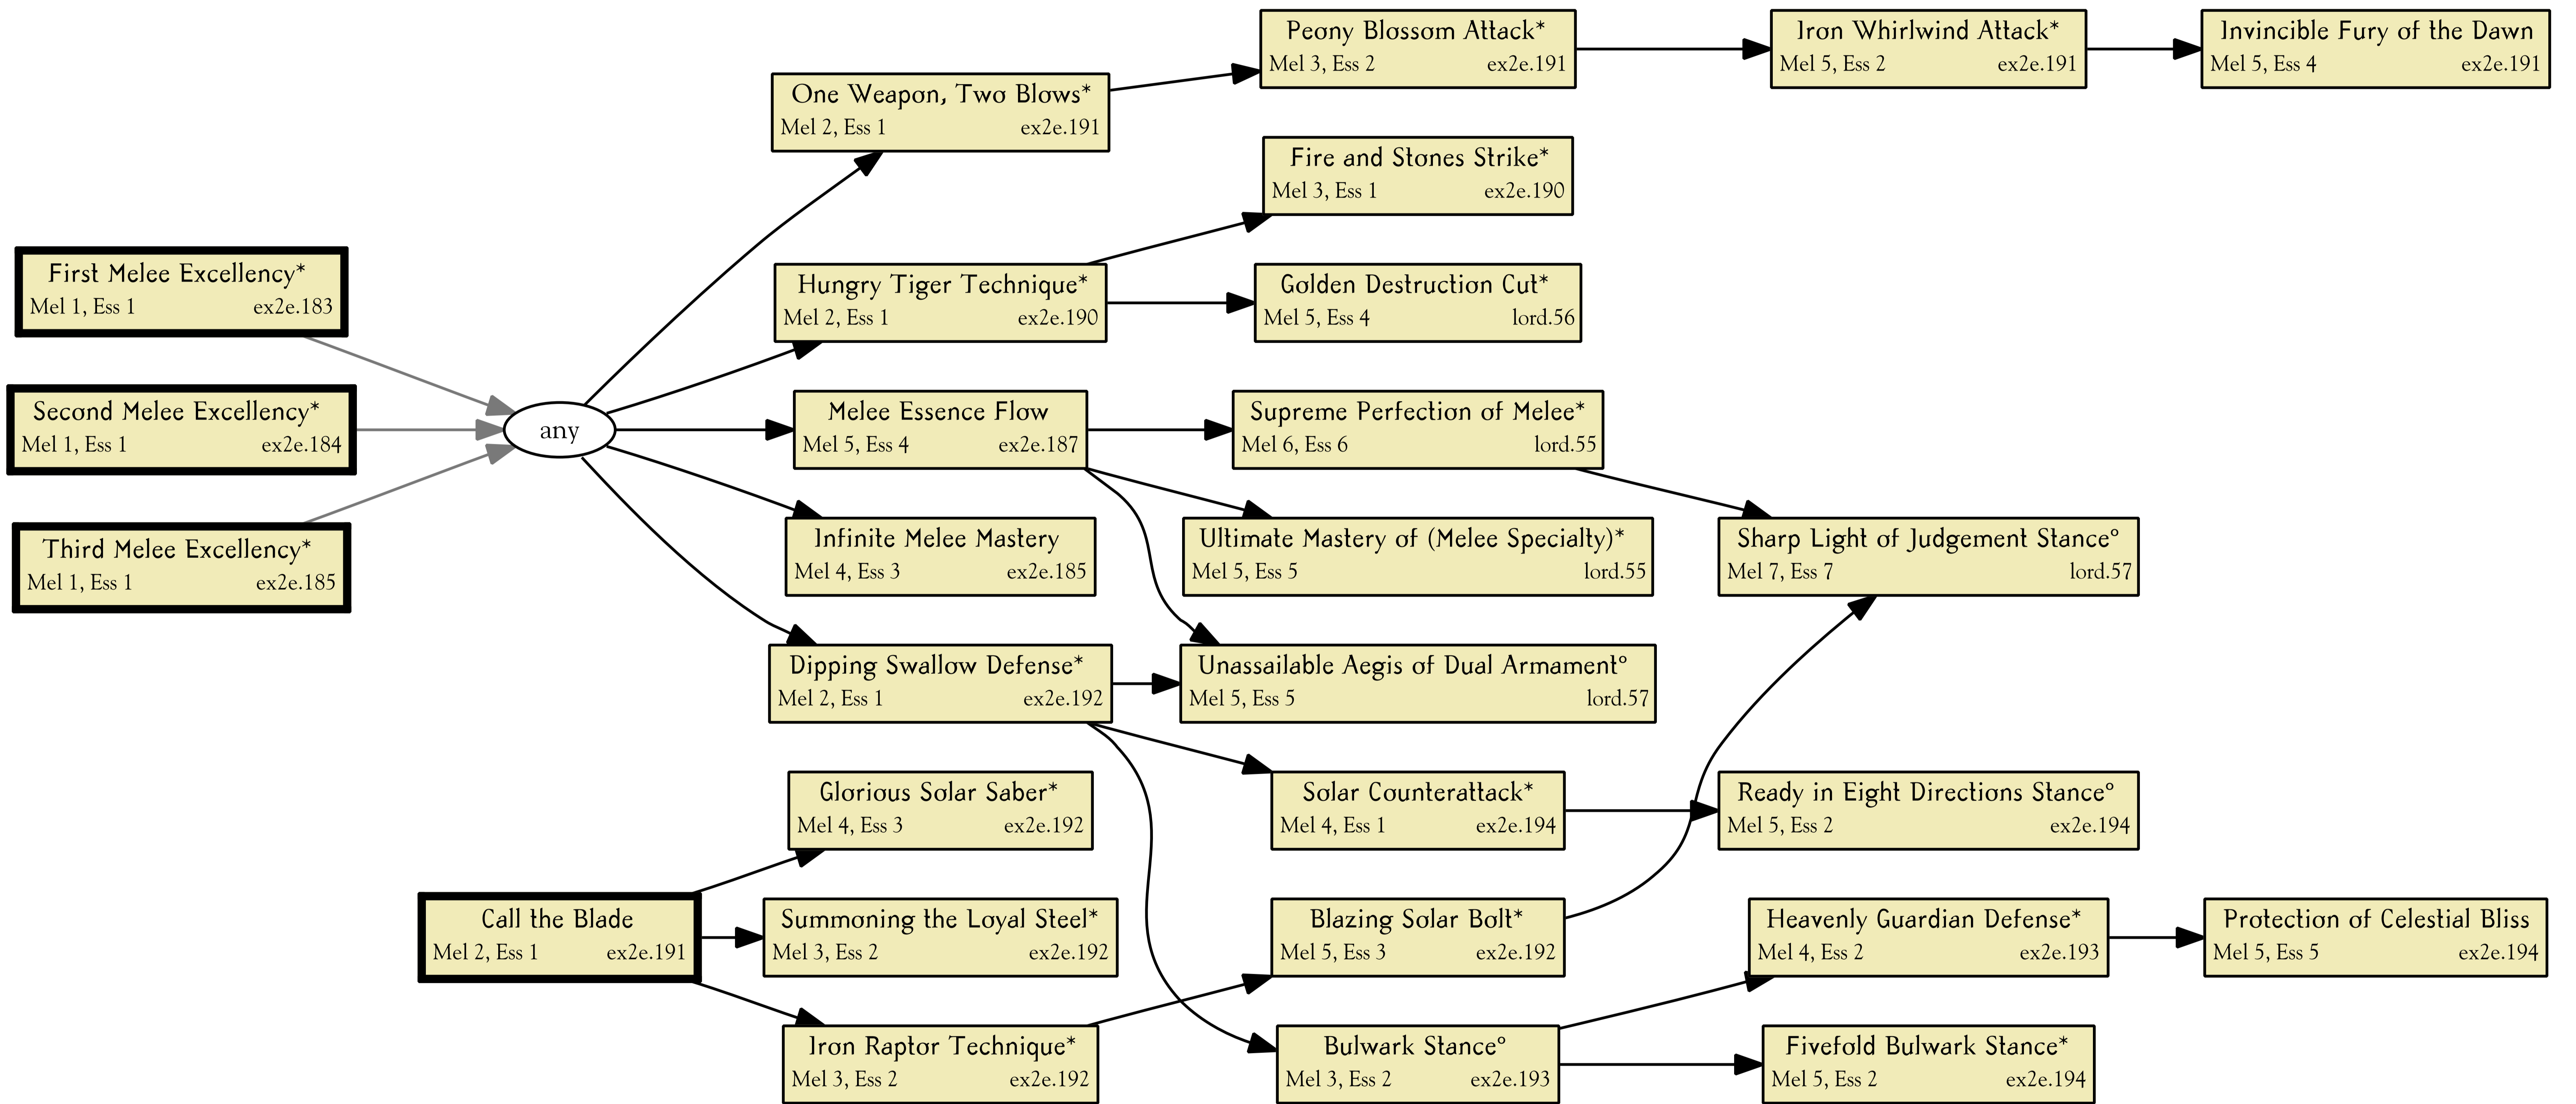 Peony Blossom Attack*
Mel 3, Ess 2 ex2e.191
Iron Whirlwind Attack*
Mel 5, Ess 2 ex2e.191
Invincible Fury of the Dawn
Mel 5, Ess 4 ex2e.191
One Weapon, Two Blows*
Mel 2, Ess 1 ex2e.191
Fire and Stones Strike*
Mel 3, Ess 1 ex2e.190
First Melee Excellency*
Mel 1, Ess 1 ex2e.183
Hungry Tiger Technique*
Mel 2, Ess 1 ex2e.190
Golden Destruction Cut*
Mel 5, Ess 4 lord.56
Second Melee Excellency*
Mel 1, Ess 1 ex2e.184
any
Melee Essence Flow
Mel 5, Ess 4 ex2e.187
Supreme Perfection of Melee*
Mel 6, Ess 6 lord.55
Third Melee Excellency*
Mel 1, Ess 1 ex2e.185
Infinite Melee Mastery
Mel 4, Ess 3 ex2e.185
Ultimate Mastery of (Melee Specialty)*
Mel 5, Ess 5 lord.55
Sharp Light of Judgement Stance°
Mel 7, Ess 7 lord.57
Dipping Swallow Defense*
Mel 2, Ess 1 ex2e.192
Unassailable Aegis of Dual Armament°
Mel 5, Ess 5 lord.57
Glorious Solar Saber*
Mel 4, Ess 3 ex2e.192
Solar Counterattack*
Mel 4, Ess 1 ex2e.194
Ready in Eight Directions Stance°
Mel 5, Ess 2 ex2e.194
Call the Blade
Mel 2, Ess 1 ex2e.191
Summoning the Loyal Steel*
Mel 3, Ess 2 ex2e.192
Blazing Solar Bolt*
Mel 5, Ess 3 ex2e.192
Heavenly Guardian Defense*
Mel 4, Ess 2 ex2e.193
Protection of Celestial Bliss
Mel 5, Ess 5 ex2e.194
Iron Raptor Technique*
Mel 3, Ess 2 ex2e.192
Bulwark Stance°
Mel 3, Ess 2 ex2e.193
Fivefold Bulwark Stance*
Mel 5, Ess 2 ex2e.194